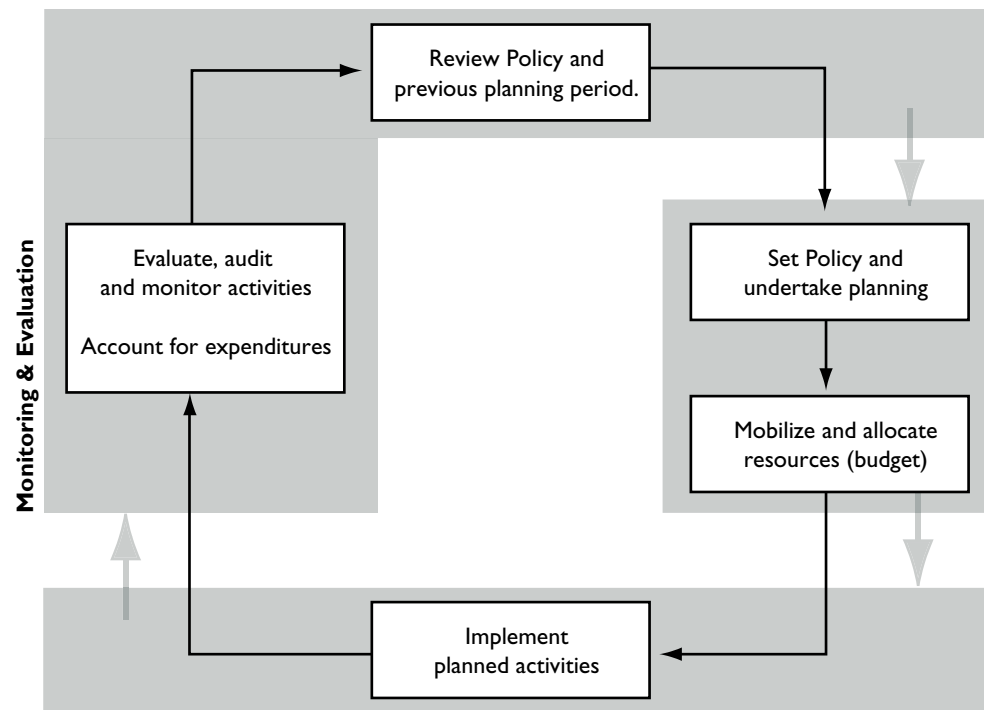 Review Policy and
previous planning period.
Set Policy and
undertake planning
Mobilize and allocate
resources (budget)
Implement
planned activities
Evaluate, audit
and monitor activities
Account for expenditures
Monitoring & Evaluation